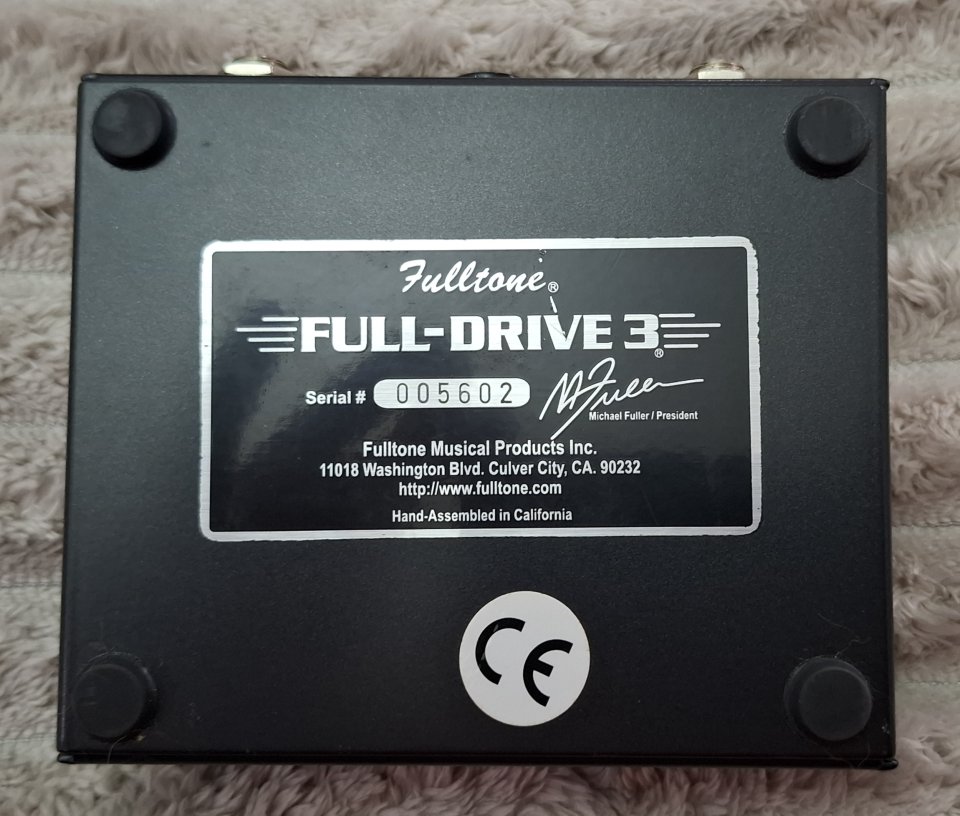 Fulltone®
FULL-DRIVE 3®
Serial # 005602
M Fuller
Michael Fuller / President
Fulltone Musical Products Inc.
11018 Washington Blvd. Culver City, CA. 90232
http://www.fulltone.com
Hand-Assembled in California
CE